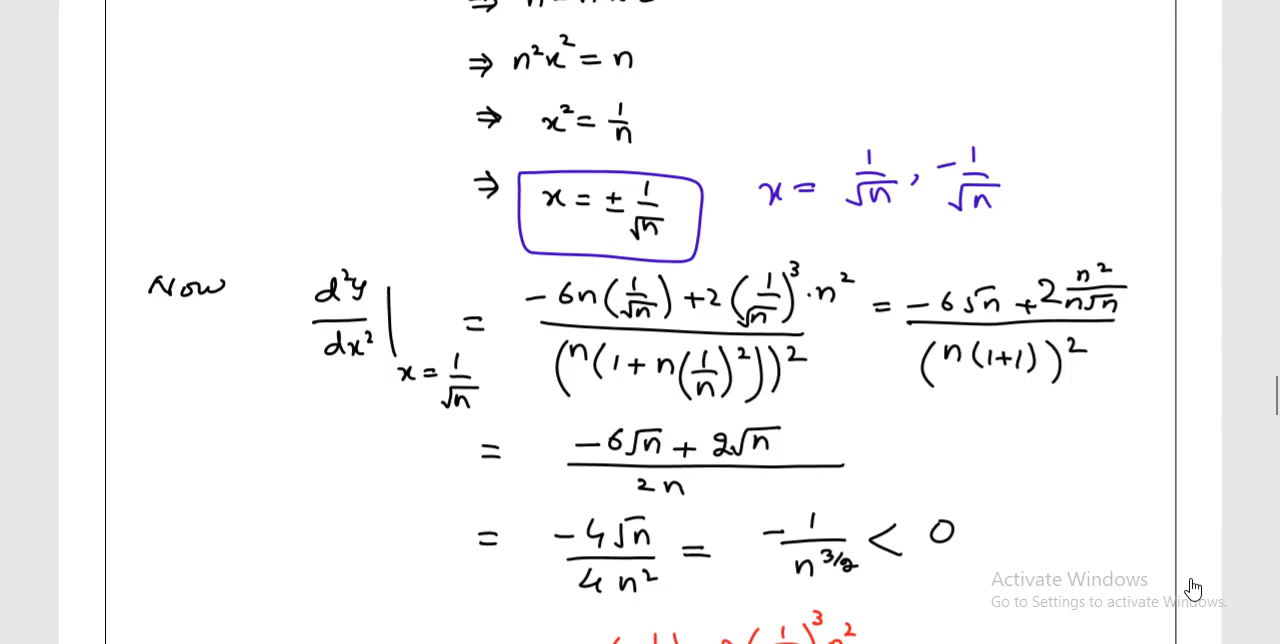 ⇒ n²x² = n
⇒ x² = 1/n
⇒ x = ± 1/√n    x = 1/√n, -1/√n
Now d²y/dx² |ₓ₌₁/√n = (-6n(1/√n) + 2(1/√n)³·n²)/(n(1+n(1/n)²))² = (-6√n + 2 n²/(n√n))/(n(1+1))²
= (-6√n + 2√n)/2n
= -4√n/4n² = -1/n^(3/2) < 0
Activate Windows
Go to Settings to activate Windows.